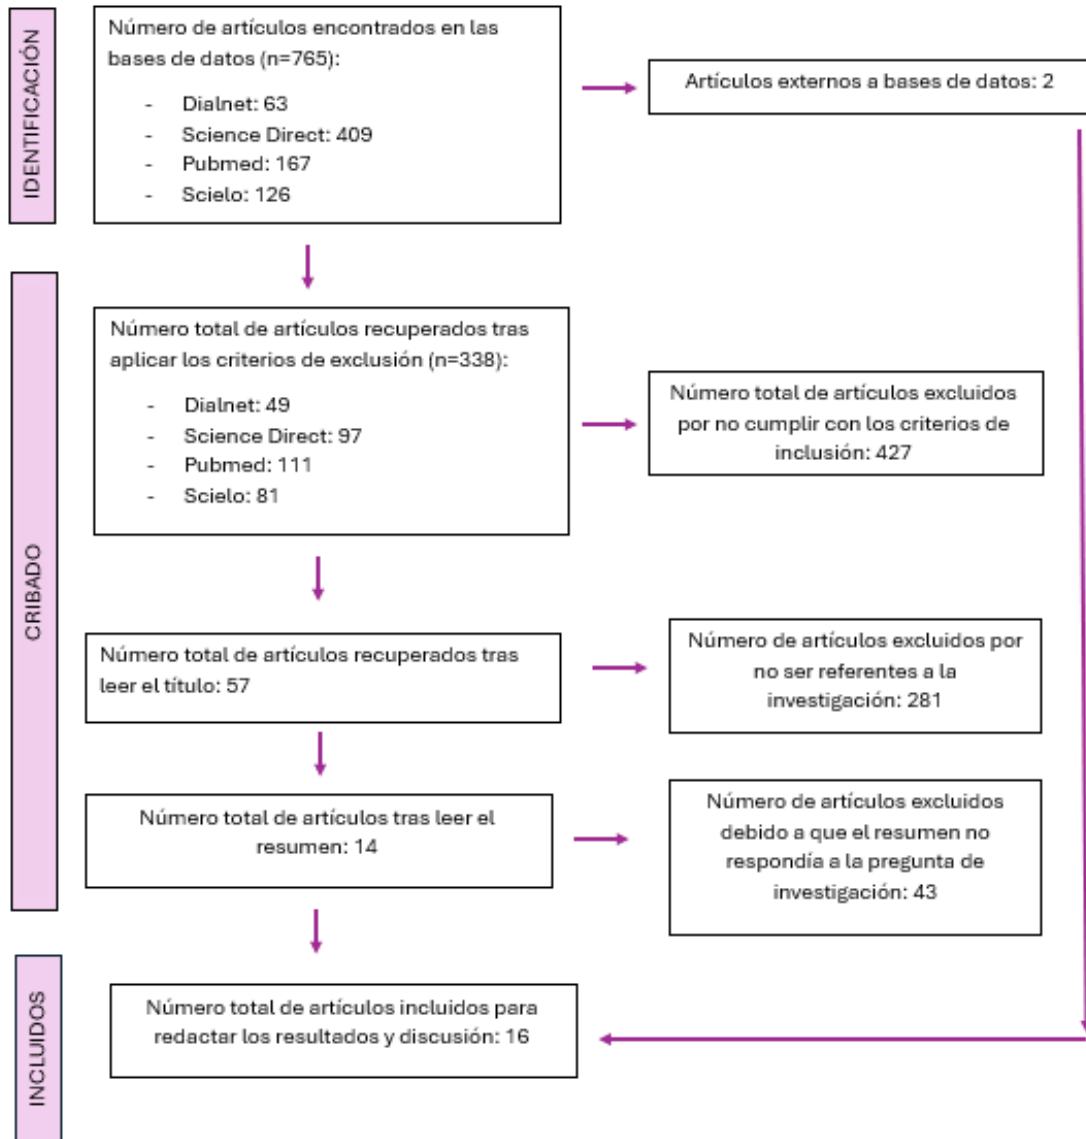 IDENTIFICACIÓN
Número de artículos encontrados en las
bases de datos (n=765):
- Dialnet: 63
- Science Direct: 409
- Pubmed: 167
- Scielo: 126
Artículos externos a bases de datos: 2
CRIBADO
Número total de artículos recuperados tras
aplicar los criterios de exclusión (n=338):
- Dialnet: 49
- Science Direct: 97
- Pubmed: 111
- Scielo: 81
Número total de artículos excluidos
por no cumplir con los criterios de
inclusión: 427
Número total de artículos recuperados tras
leer el título: 57
Número de artículos excluidos por
no ser referentes a la
investigación: 281
Número total de artículos tras leer el
resumen: 14
Número de artículos excluidos
debido a que el resumen no
respondía a la pregunta de
investigación: 43
INCLUIDOS
Número total de artículos incluidos para
redactar los resultados y discusión: 16